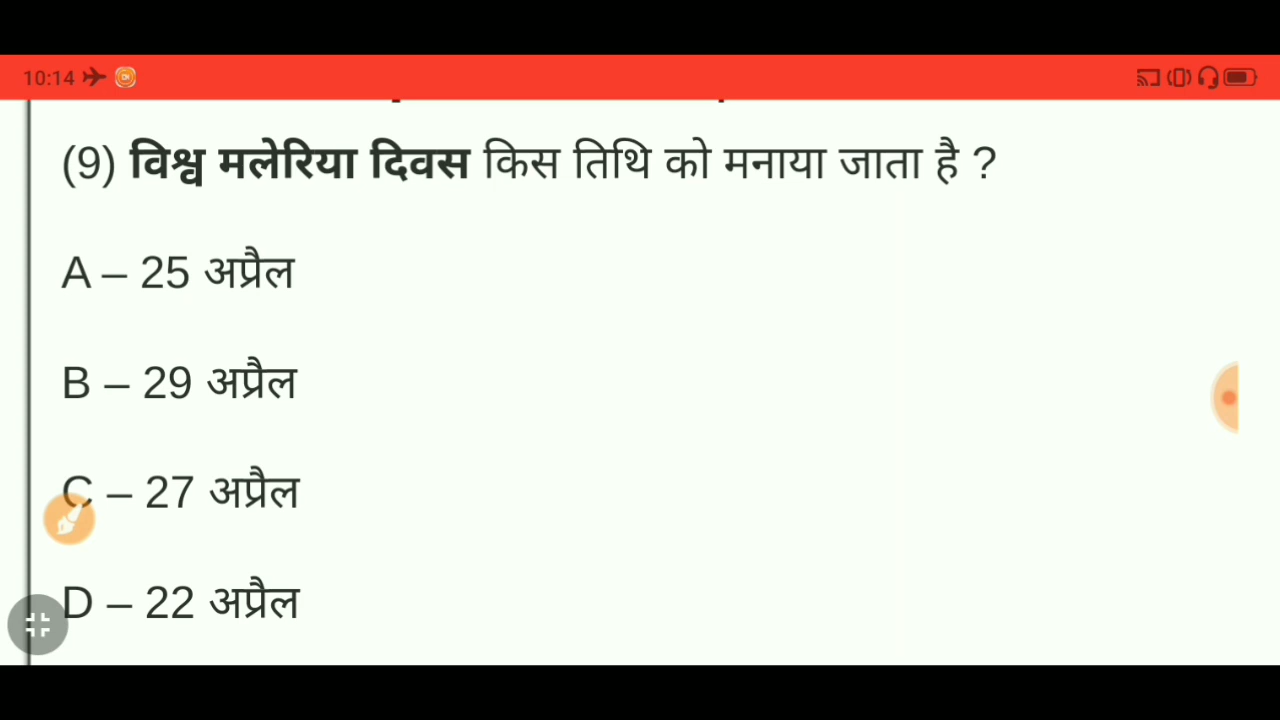 10:14
(9) विश्व मलेरिया दिवस किस तिथि को मनाया जाता है ?
A – 25 अप्रैल
B – 29 अप्रैल
C – 27 अप्रैल
D – 22 अप्रैल